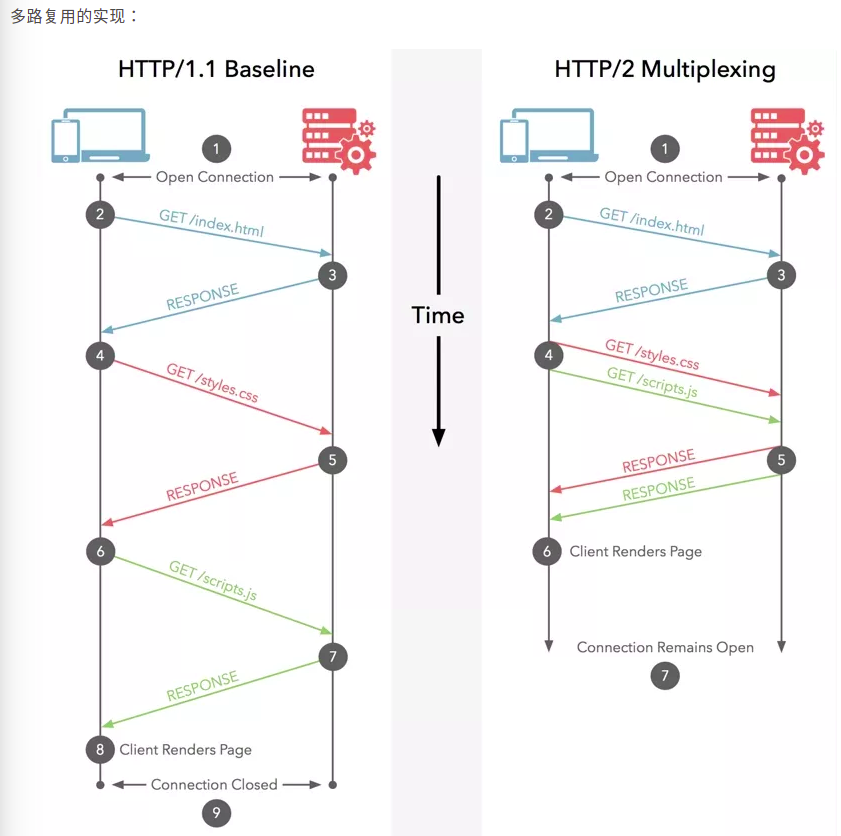 多路复用的实现：
HTTP/1.1 Baseline
1
Open Connection
2
GET /index.html
3
RESPONSE
4
GET /styles.css
5
RESPONSE
6
GET /scripts.js
7
RESPONSE
8
Client Renders Page
Connection Closed
9
Time
HTTP/2 Multiplexing
1
Open Connection
2
GET /index.html
3
RESPONSE
4
GET /styles.css
GET /scripts.js
5
RESPONSE
RESPONSE
6
Client Renders Page
Connection Remains Open
7